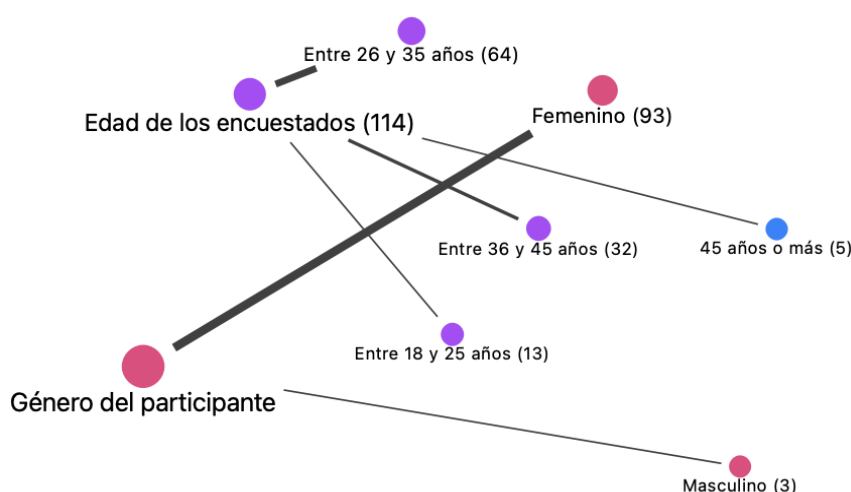 Entre 26 y 35 años (64)
Edad de los encuestados (114)
Femenino (93)
Entre 36 y 45 años (32)
45 años o más (5)
Entre 18 y 25 años (13)
Género del participante
Masculino (3)